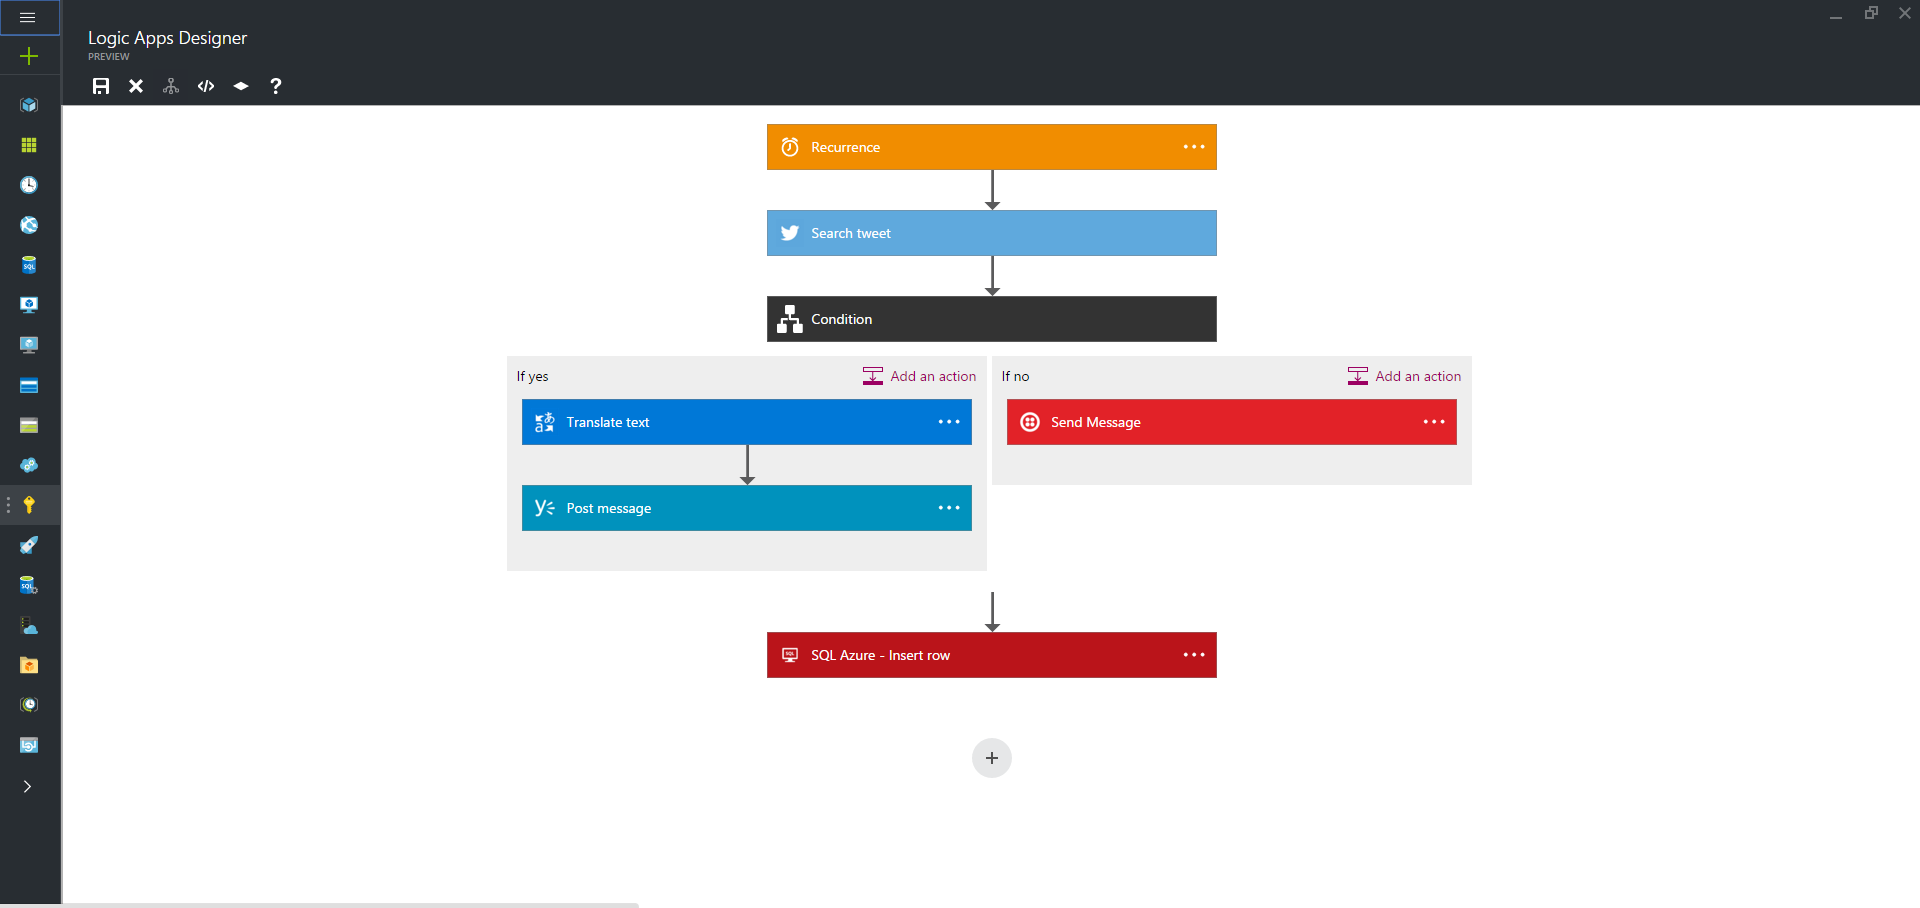 Logic Apps Designer
PREVIEW
Recurrence
Search tweet
Condition
If yes
Add an action
If no
Add an action
Translate text
Send Message
Post message
SQL Azure - Insert row